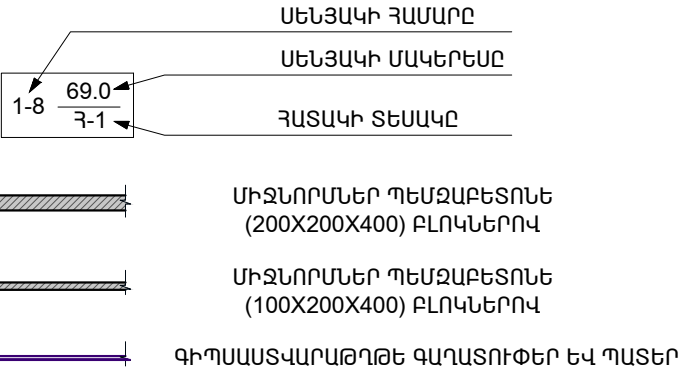 ՍԵՆՅԱԿԻ ՀԱՄԱՐԸ
ՍԵՆՅԱԿԻ ՄԱԿԵՐԵՍԸ
1-8 69.0
Հ-1
ՀԱՏԱԿԻ ՏԵՍԱԿԸ
ՄԻՋՆՈՐՄՆԵՐ ՊԵՄԶԱԲԵՏՈՆԵ
(200X200X400) ԲԼՈԿՆԵՐՈՎ
ՄԻՋՆՈՐՄՆԵՐ ՊԵՄԶԱԲԵՏՈՆԵ
(100X200X400) ԲԼՈԿՆԵՐՈՎ
ԳԻՊՍԱՍՏՎԱՐԱԹՂԹԵ ԳԱՂԱՏՈՒՓԵՐ ԵՎ ՊԱՏԵՐ